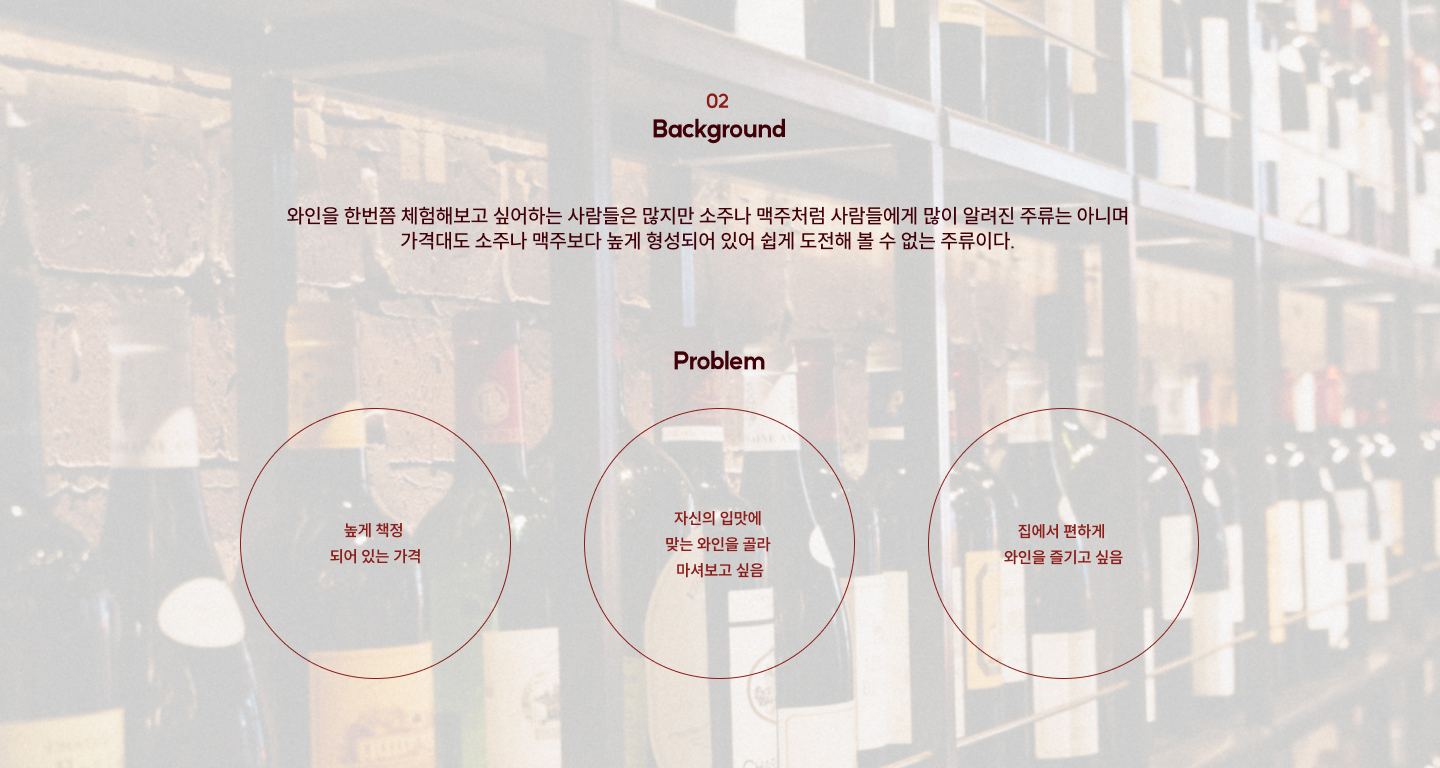 02
Background
와인을 한번쯤 체험해보고 싶어하는 사람들은 많지만 소주나 맥주처럼 사람들에게 많이 알려진 주류는 아니며
가격대도 소주나 맥주보다 높게 형성되어 있어 쉽게 도전해 볼 수 없는 주류이다.
Problem
높게 책정
되어 있는 가격
자신의 입맛에
맞는 와인을 골라
마셔보고 싶음
집에서 편하게
와인을 즐기고 싶음